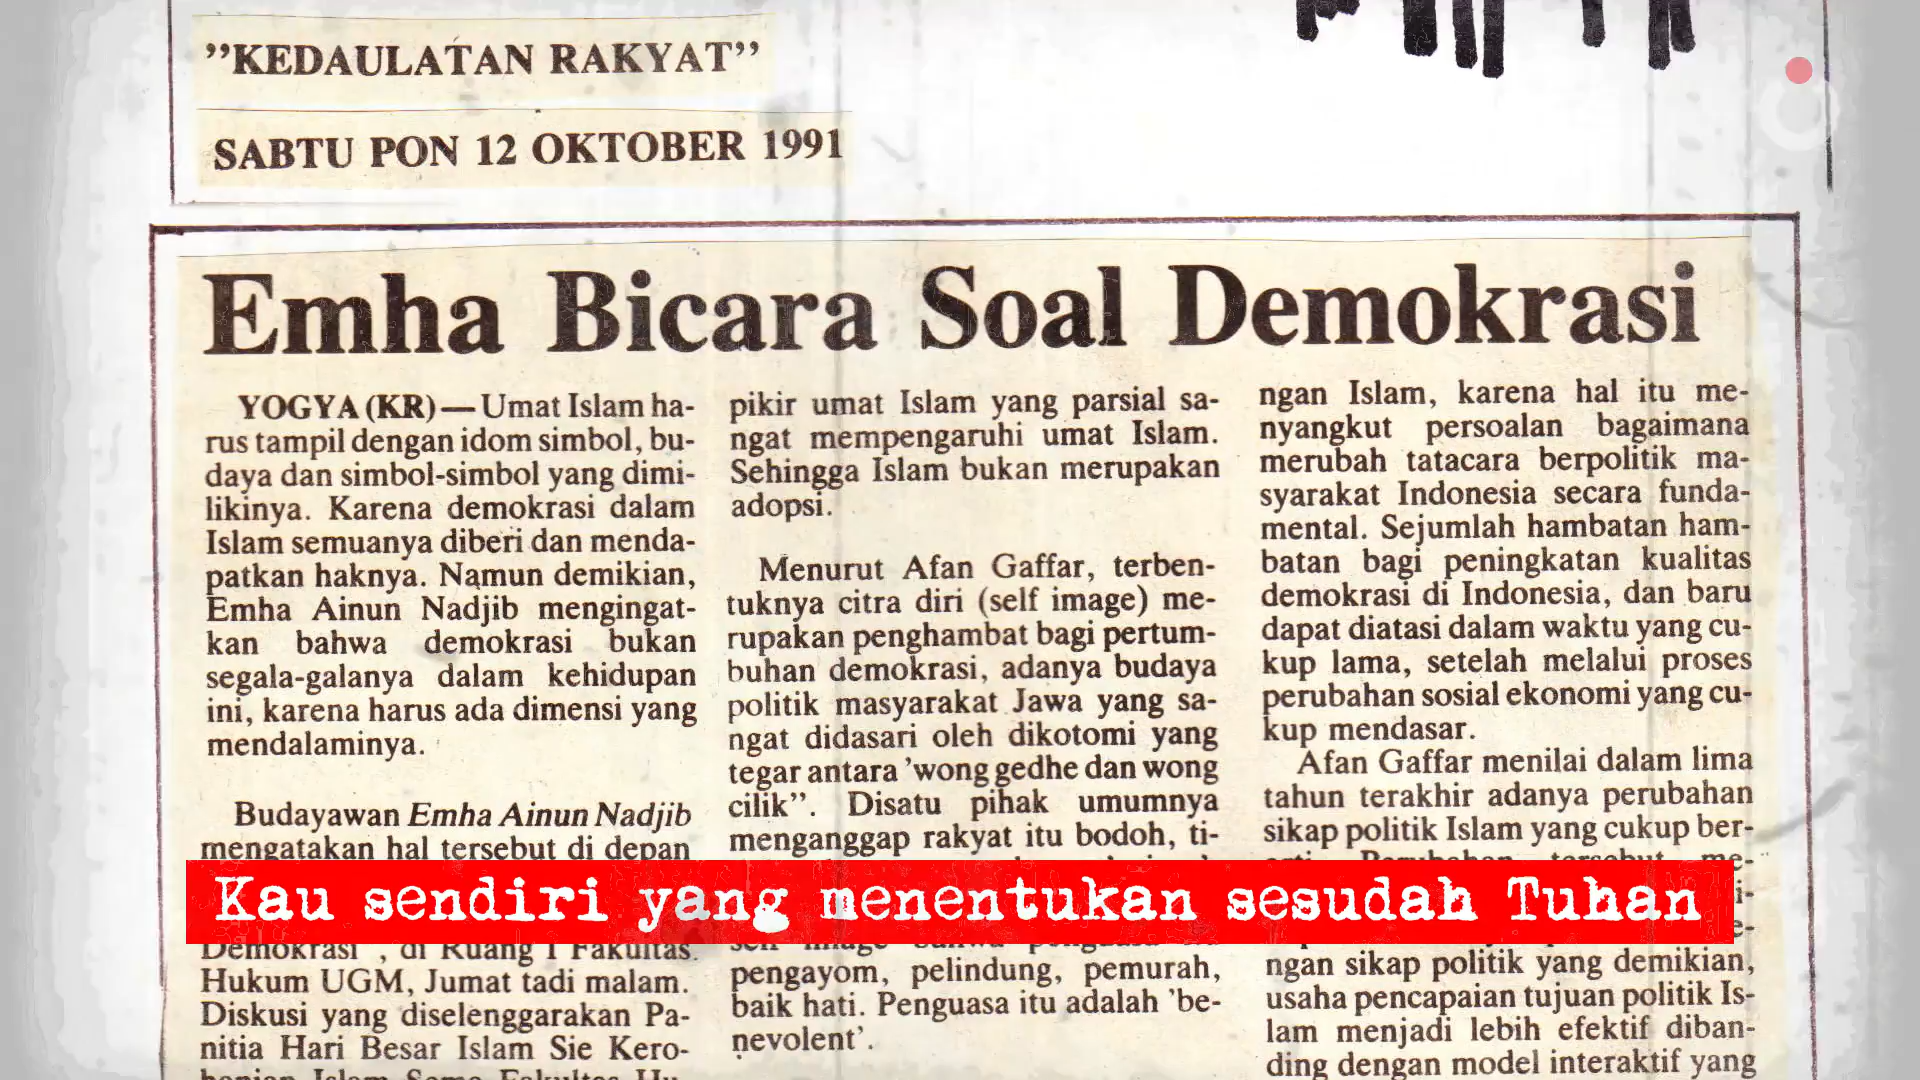 ”KEDAULATAN RAKYAT”
SABTU PON 12 OKTOBER 1991
Emha Bicara Soal Demokrasi
YOGYA (KR) — Umat Islam ha-
rus tampil dengan idom simbol, bu-
daya dan simbol-simbol yang dimi-
likinya. Karena demokrasi dalam
Islam semuanya diberi dan menda-
patkan haknya. Namun demikian,
Emha Ainun Nadjib mengingat-
kan bahwa demokrasi bukan
segala-galanya dalam kehidupan
ini, karena harus ada dimensi yang
mendalaminya.
Budayawan Emha Ainun Nadjib
mengatakan hal tersebut di depan
Demokrasi”, di Ruang I Fakultas
Hukum UGM, Jumat tadi malam.
Diskusi yang diselenggarakan Pa-
nitia Hari Besar Islam Sie Kero-
pikir umat Islam yang parsial sa-
ngat mempengaruhi umat Islam.
Sehingga Islam bukan merupakan
adopsi.
Menurut Afan Gaffar, terben-
tuknya citra diri (self image) me-
rupakan penghambat bagi pertum-
buhan demokrasi, adanya budaya
politik masyarakat Jawa yang sa-
ngat didasari oleh dikotomi yang
tegar antara ’wong gedhe dan wong
cilik”. Disatu pihak umumnya
menganggap rakyat itu bodoh, ti-
pengayom, pelindung, pemurah,
baik hati. Penguasa itu adalah ’be-
nevolent’.
ngan Islam, karena hal itu me-
nyangkut persoalan bagaimana
merubah tatacara berpolitik ma-
syarakat Indonesia secara funda-
mental. Sejumlah hambatan ham-
batan bagi peningkatan kualitas
demokrasi di Indonesia, dan baru
dapat diatasi dalam waktu yang cu-
kup lama, setelah melalui proses
perubahan sosial ekonomi yang cu-
kup mendasar.
Afan Gaffar menilai dalam lima
tahun terakhir adanya perubahan
sikap politik Islam yang cukup ber-
ngan sikap politik yang demikian,
usaha pencapaian tujuan politik Is-
lam menjadi lebih efektif diban-
ding dengan model interaktif yang
Kau sendiri yang menentukan sesudah Tuhan